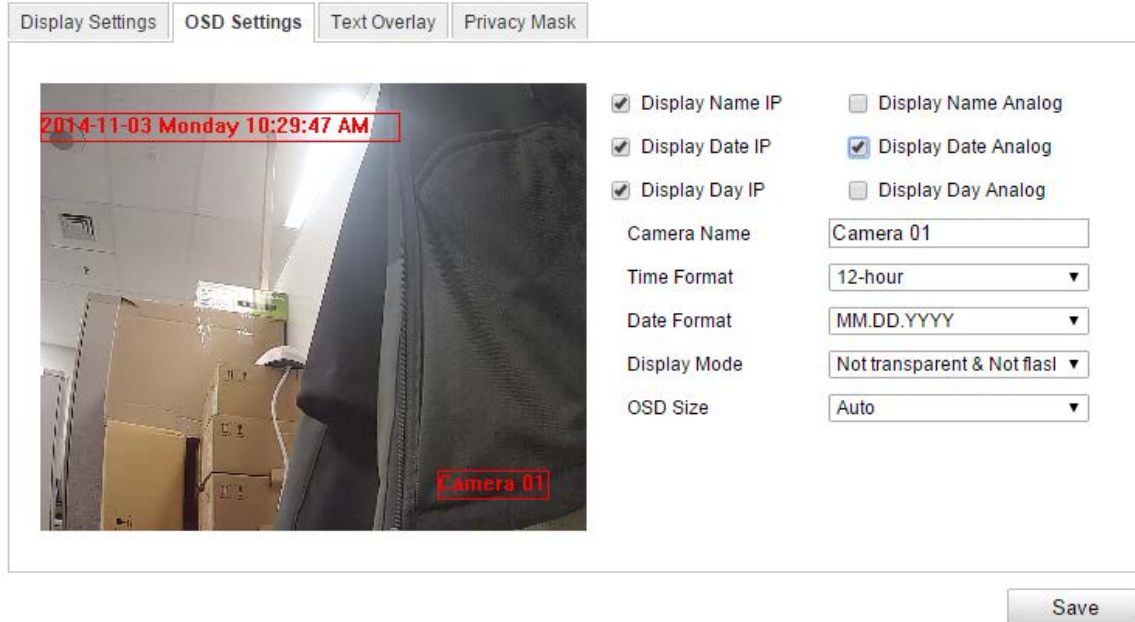 Display Settings
OSD Settings
Text Overlay
Privacy Mask
2014-11-03 Monday 10:29:47 AM
Camera 01
Display Name IP
Display Name Analog
Display Date IP
Display Date Analog
Display Day IP
Display Day Analog
Camera Name
Camera 01
Time Format
12-hour
Date Format
MM.DD.YYYY
Display Mode
Not transparent & Not flasl
OSD Size
Auto
Save